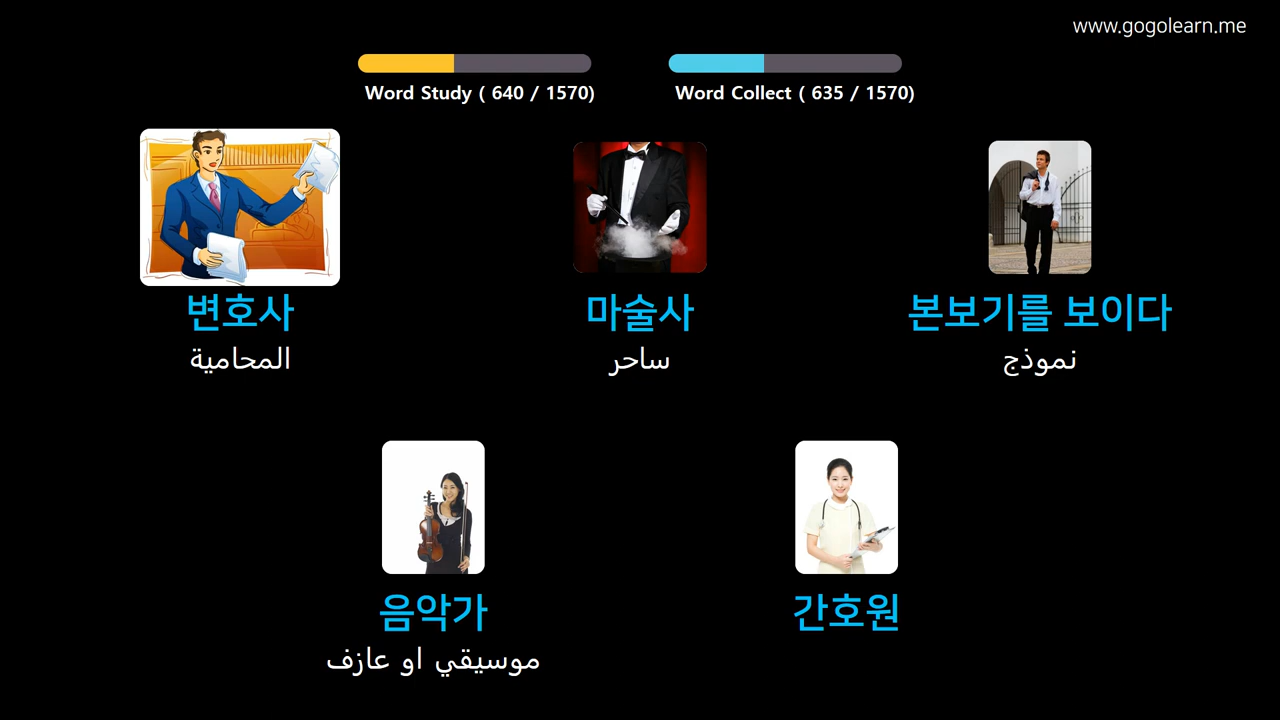 www.gogolearn.me
Word Study ( 640 / 1570)
Word Collect ( 635 / 1570)
변호사
المحامية
마술사
ساحر
본보기를 보이다
نموذج
음악가
موسيقي او عازف
간호원